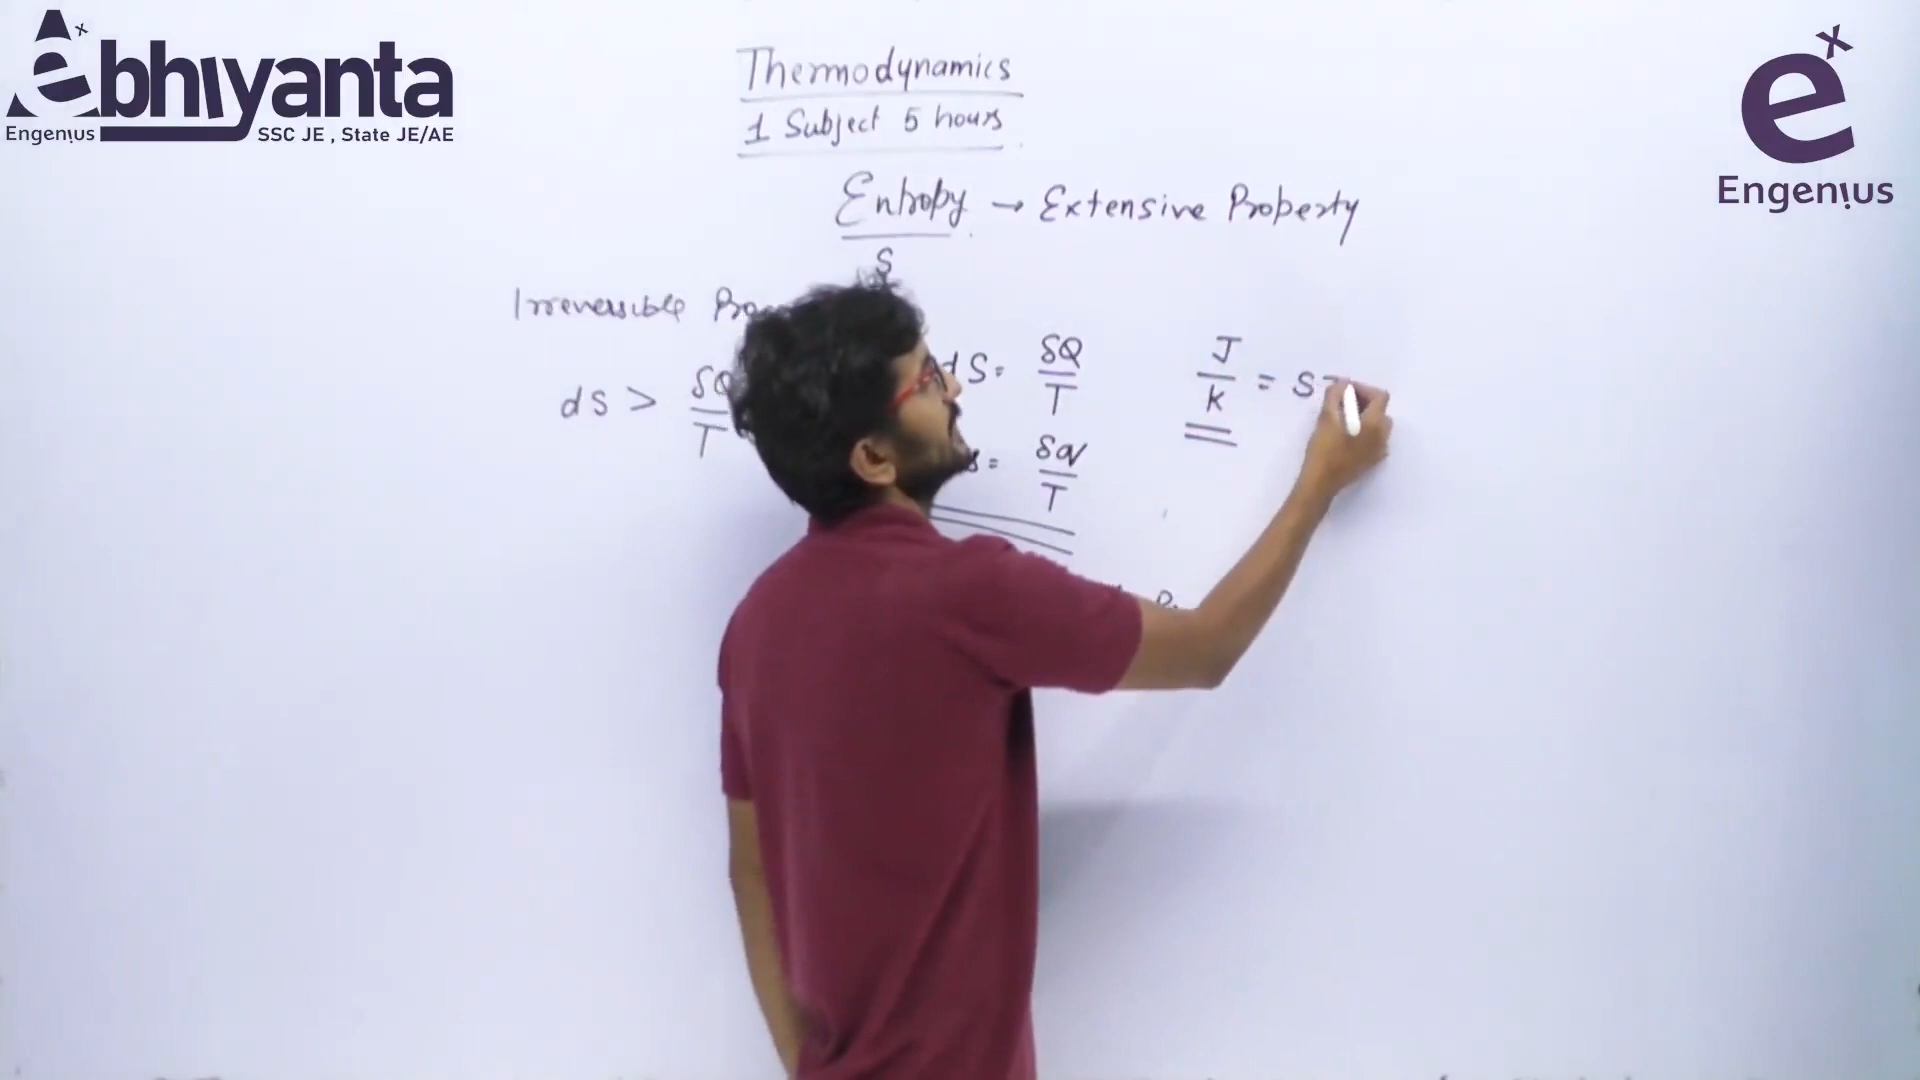 Abhiyanta
Engenius
SSC JE , State JE/AE
ex
Engenius
Thermodynamics
1 Subject 5 hours
Entropy → Extensive Property
S
Irreversible
dS > δQ/T
dS = δQ/T
= δq/T
J/K = S